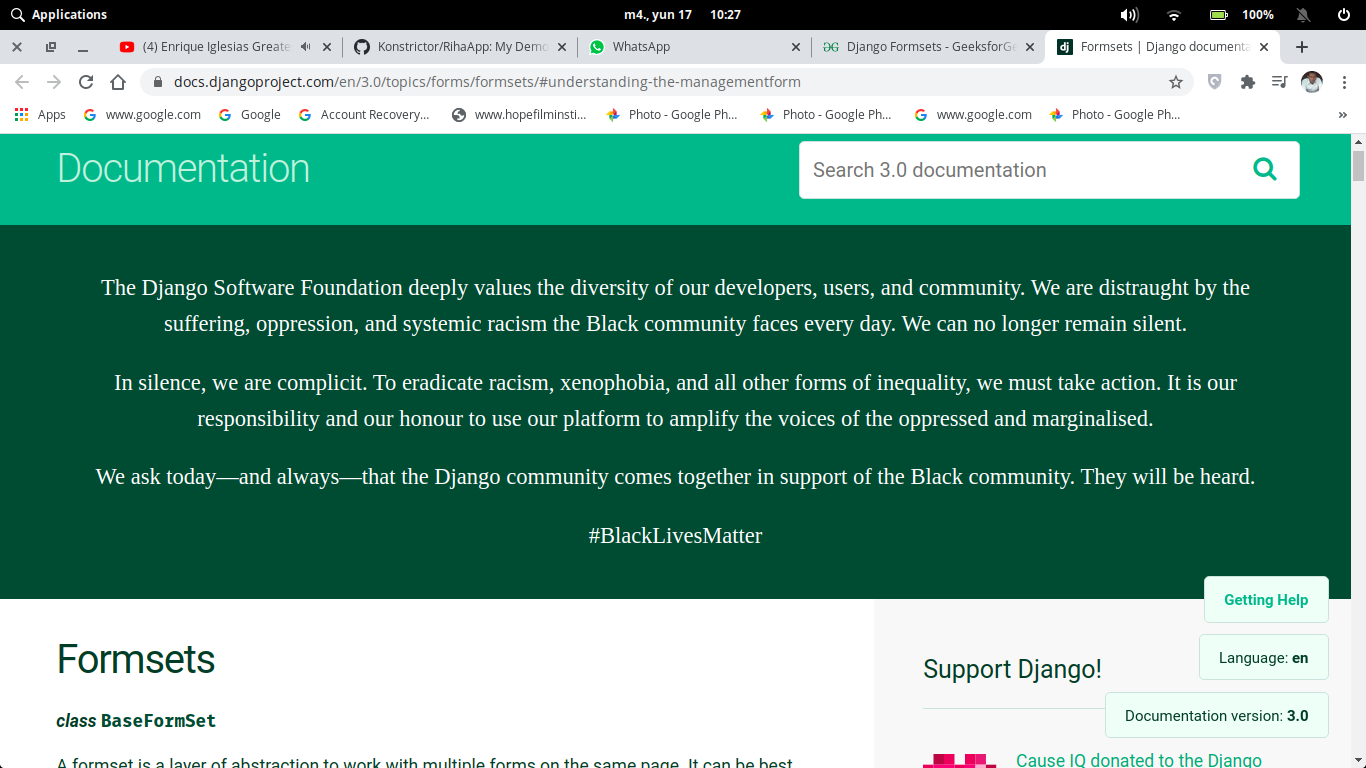 Applications
m4., yun 17 10:27
100%
(4) Enrique Iglesias Greate
Konstrictor/RihaApp: My Demo
WhatsApp
Django Formsets - GeeksforGe
Formsets | Django documenta
docs.djangoproject.com/en/3.0/topics/forms/formsets/#understanding-the-managementform
Apps
www.google.com
Google
Account Recovery...
www.hopefilminsti...
Photo - Google Ph...
Photo - Google Ph...
www.google.com
Photo - Google Ph...
»
Documentation
Search 3.0 documentation
The Django Software Foundation deeply values the diversity of our developers, users, and community. We are distraught by the
suffering, oppression, and systemic racism the Black community faces every day. We can no longer remain silent.
In silence, we are complicit. To eradicate racism, xenophobia, and all other forms of inequality, we must take action. It is our
responsibility and our honour to use our platform to amplify the voices of the oppressed and marginalised.
We ask today—and always—that the Django community comes together in support of the Black community. They will be heard.
#BlackLivesMatter
Getting Help
Formsets
Language: en
Support Django!
Documentation version: 3.0
class BaseFormSet
A formset is a layer of abstraction to work with multiple forms on the same page. It can be best
Cause IQ donated to the Django